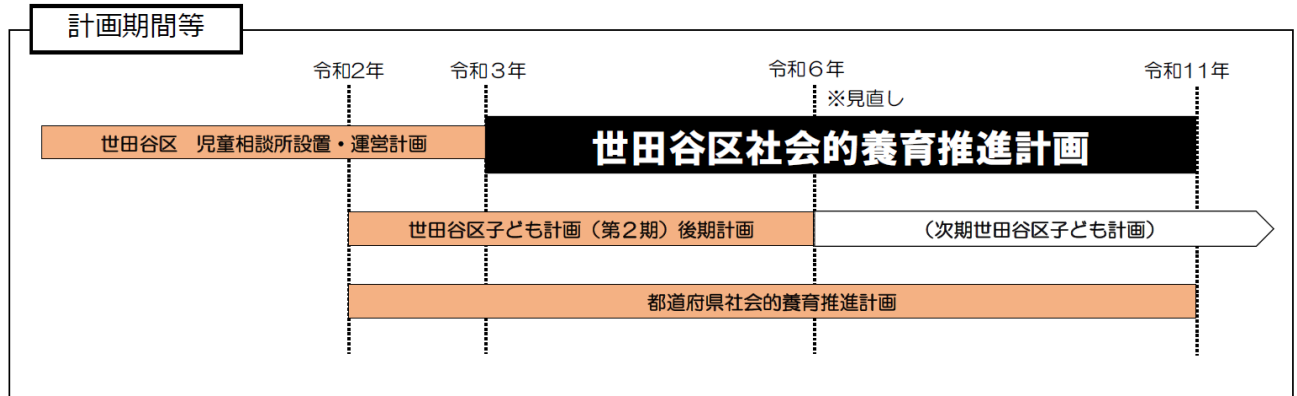 計画期間等
令和2年
令和3年
令和6年
令和11年
※見直し
世田谷区　児童相談所設置・運営計画
世田谷区社会的養育推進計画
世田谷区子ども計画（第2期）後期計画
（次期世田谷区子ども計画）
都道府県社会的養育推進計画